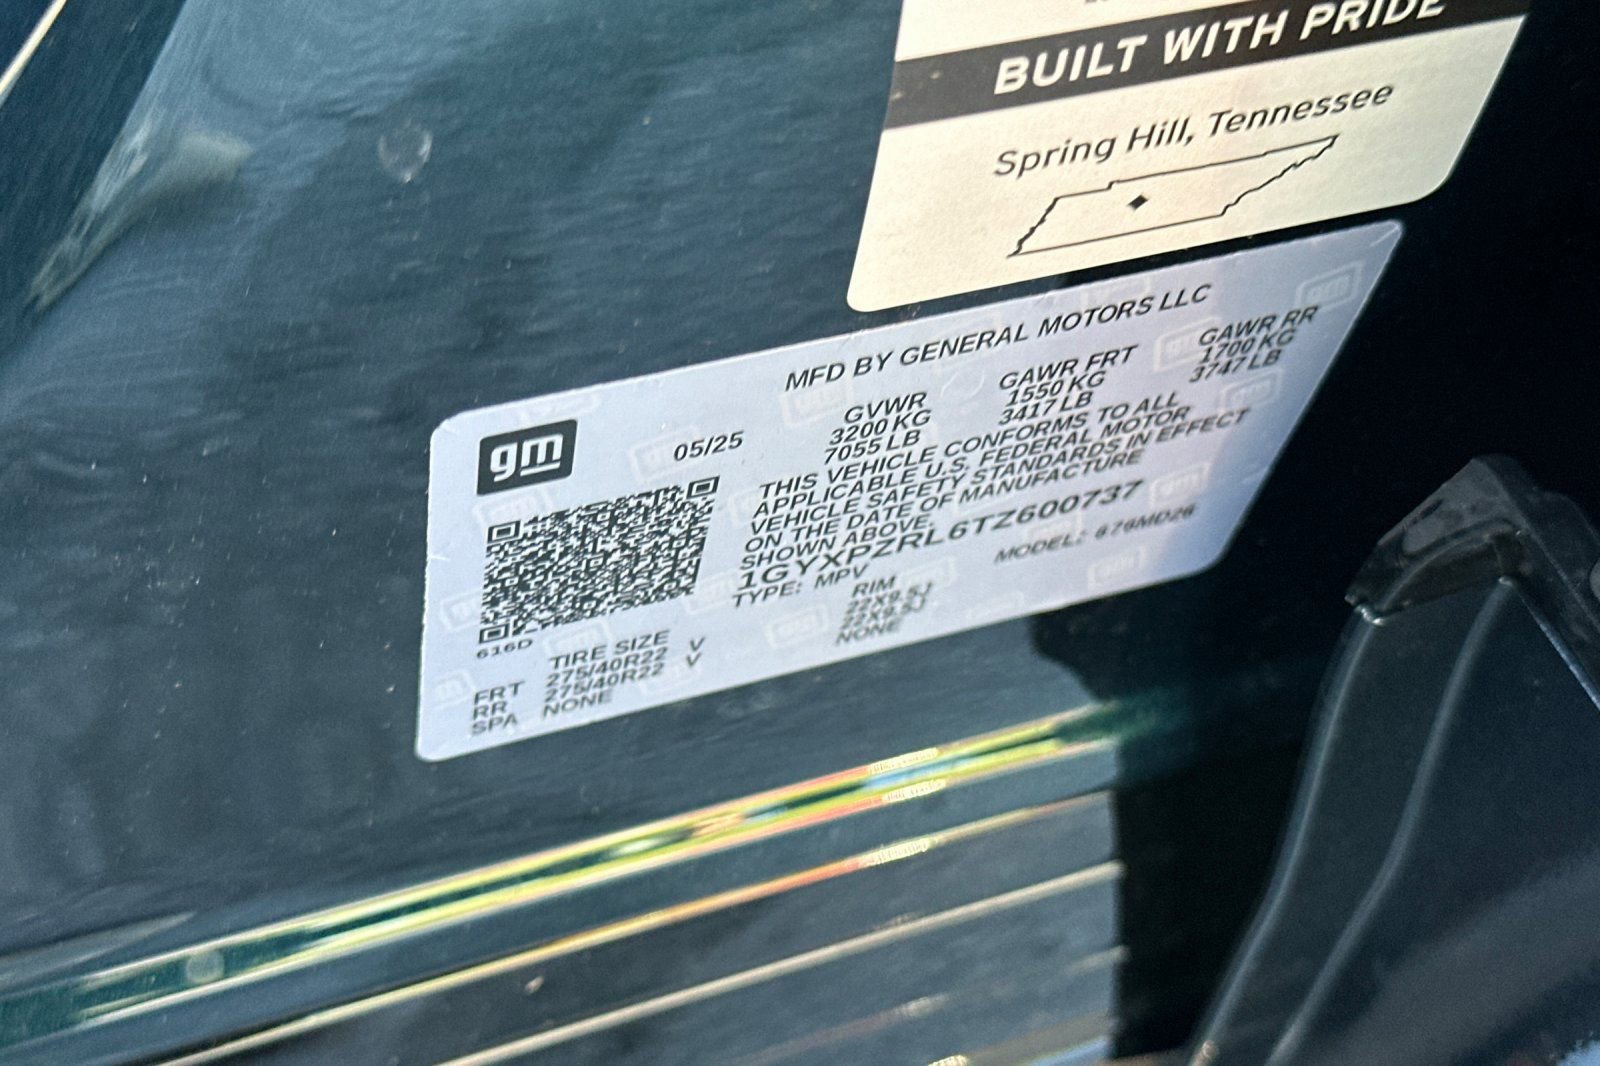 BUILT WITH PRIDE
Spring Hill, Tennessee
MFD BY GENERAL MOTORS LLC
gm
05/25
GVWR GAWR FRT GAWR RR
3200 KG 1550 KG 1700 KG
7055 LB 3417 LB 3747 LB
THIS VEHICLE CONFORMS TO ALL
APPLICABLE U.S. FEDERAL MOTOR
VEHICLE SAFETY STANDARDS IN EFFECT
ON THE DATE OF MANUFACTURE
SHOWN ABOVE.
1GYXPZRL6TZ600737
TYPE: MPV MODEL: 676MD26
616D
TIRE SIZE RIM
FRT 275/40R22 V 22X9.5J
RR 275/40R22 V 22X9.5J
SPA NONE NONE